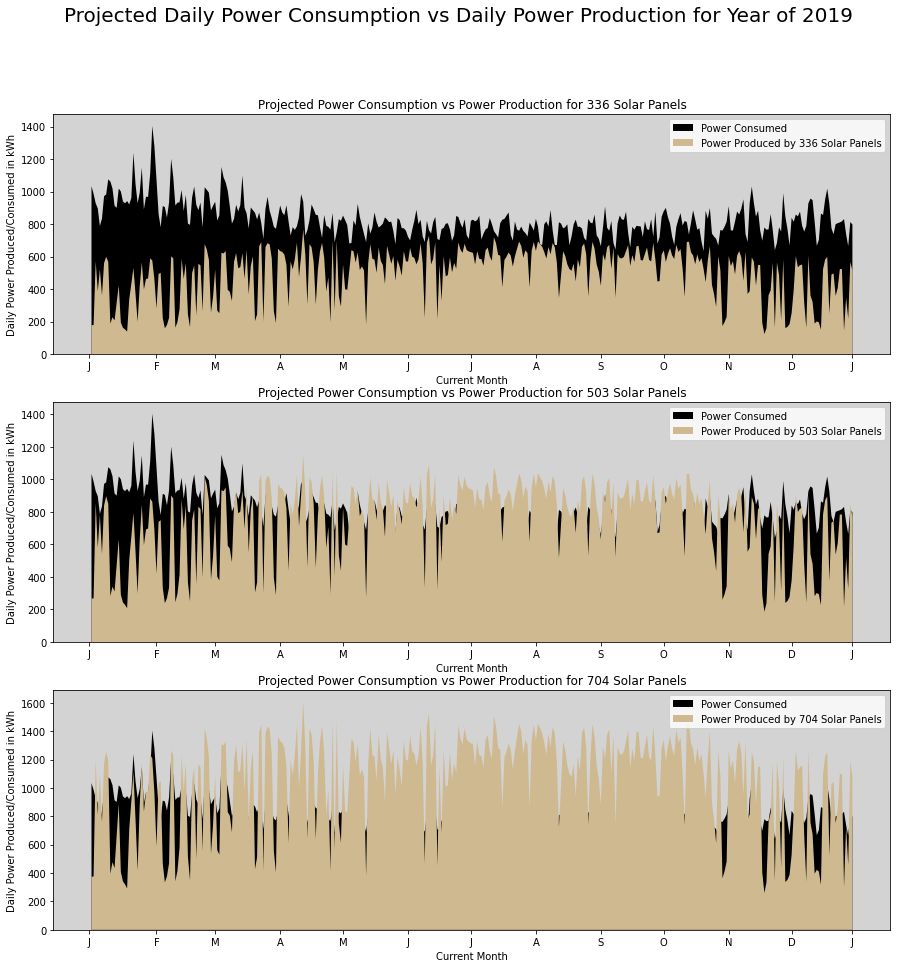 Projected Daily Power Consumption vs Daily Power Production for Year of 2019
Projected Power Consumption vs Power Production for 336 Solar Panels
Daily Power Produced/Consumed in kWh
1400
1200
1000
800
600
400
200
0
Power Consumed
Power Produced by 336 Solar Panels
J F M A M J J A S O N D J
Current Month
Projected Power Consumption vs Power Production for 503 Solar Panels
Daily Power Produced/Consumed in kWh
1400
1200
1000
800
600
400
200
0
Power Consumed
Power Produced by 503 Solar Panels
J F M A M J J A S O N D J
Current Month
Projected Power Consumption vs Power Production for 704 Solar Panels
Daily Power Produced/Consumed in kWh
1600
1400
1200
1000
800
600
400
200
0
Power Consumed
Power Produced by 704 Solar Panels
J F M A M J J A S O N D J
Current Month